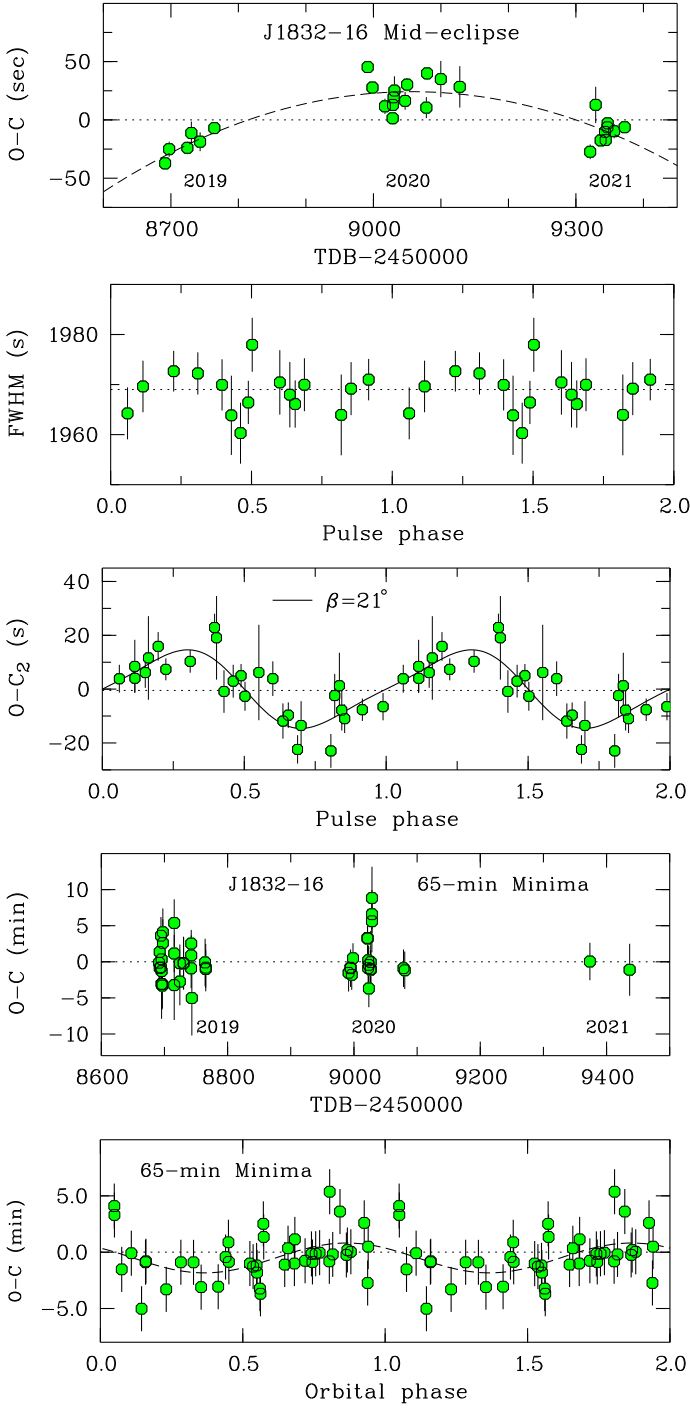 J1832-16 Mid-eclipse
O-C (sec)
50
0
-50
2019 2020 2021
8700 9000 9300
TDB-2450000
FWHM (s)
1980
1960
0.0 0.5 1.0 1.5 2.0
Pulse phase
O-C₂ (s)
40
20
0
-20
β=21°
0.0 0.5 1.0 1.5 2.0
Pulse phase
J1832-16 65-min Minima
O-C (min)
10
5
0
-5
-10
2019 2020 2021
8600 8800 9000 9200 9400
TDB-2450000
65-min Minima
O-C (min)
5.0
0.0
-5.0
0.0 0.5 1.0 1.5 2.0
Orbital phase